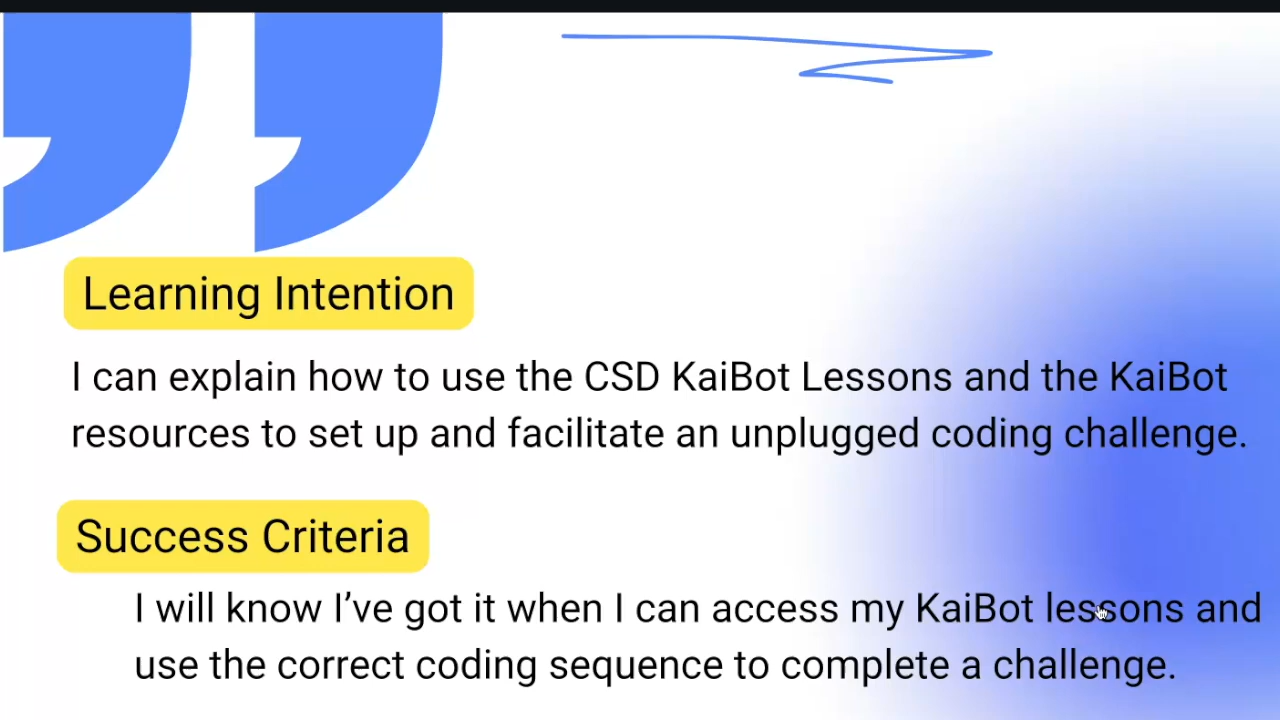 Learning Intention
I can explain how to use the CSD KaiBot Lessons and the KaiBot
resources to set up and facilitate an unplugged coding challenge.
Success Criteria
I will know I’ve got it when I can access my KaiBot lessons and
use the correct coding sequence to complete a challenge.